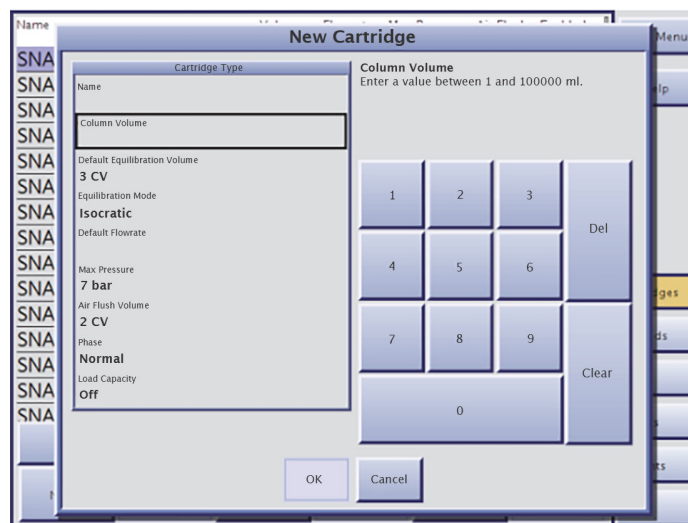 Name
New Cartridge
Menu
SNA
Cartridge Type
Column Volume
Enter a value between 1 and 100000 ml.
SNA
Name
elp
SNA
Column Volume
SNA
SNA
Default Equilibration Volume
3 CV
1
2
3
Del
SNA
Equilibration Mode
Isocratic
SNA
Default Flowrate
SNA
SNA
Max Pressure
7 bar
4
5
6
SNA
Air Flush Volume
2 CV
dges
SNA
Phase
Normal
7
8
9
Clear
ds
SNA
Load Capacity
Off
SNA
SNA
0
OK
Cancel
ts